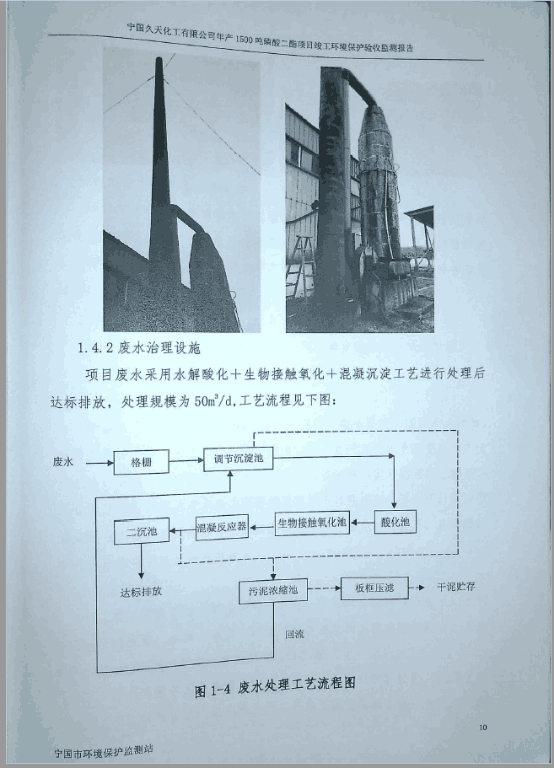 宁国久天化工有限公司年产1500吨磷酸二酯项目竣工环境保护验收监测报告
1.4.2废水治理设施
项目废水采用水解酸化＋生物接触氧化＋混凝沉淀工艺进行处理后
达标排放，处理规模为50m³/d,工艺流程见下图：
废水
格栅
调节沉淀池
二沉池
混凝反应器
生物接触氧化池
酸化池
达标排放
污泥浓缩池
板框压滤
干泥贮存
回流
图1-4 废水处理工艺流程图
10
宁国市环境保护监测站